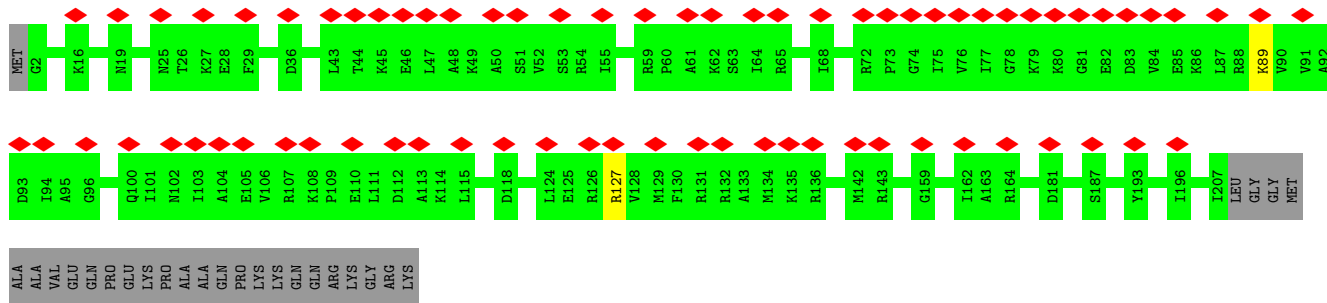 MET G2 K16 N19 N25 T26 K27 E28 F29 D36 L43 T44 K45 E46 L47 A48 K49 A50 S51 V52 S53 R54 I55 R59 P60 A61 K62 S63 I64 R65 I68 R72 P73 G74 I75 V76 I77 G78 K79 K80 G81 E82 D83 V84 E85 K86 L87 R88 K89 V90 V91 A92
D93 I94 A95 G96 Q100 I101 N102 I103 A104 E105 V106 R107 K108 P109 E110 L111 D112 A113 K114 L115 D118 L124 E125 R126 R127 V128 M129 F130 R131 R132 A133 M134 K135 R136 M142 R143 G159 I162 A163 R164 D181 S187 Y193 I196 I207 LEU GLY GLY MET
ALA ALA VAL GLU GLN PRO GLU LYS PRO ALA ALA GLN PRO LYS LYS GLN GLN ARG LYS GLY ARG LYS